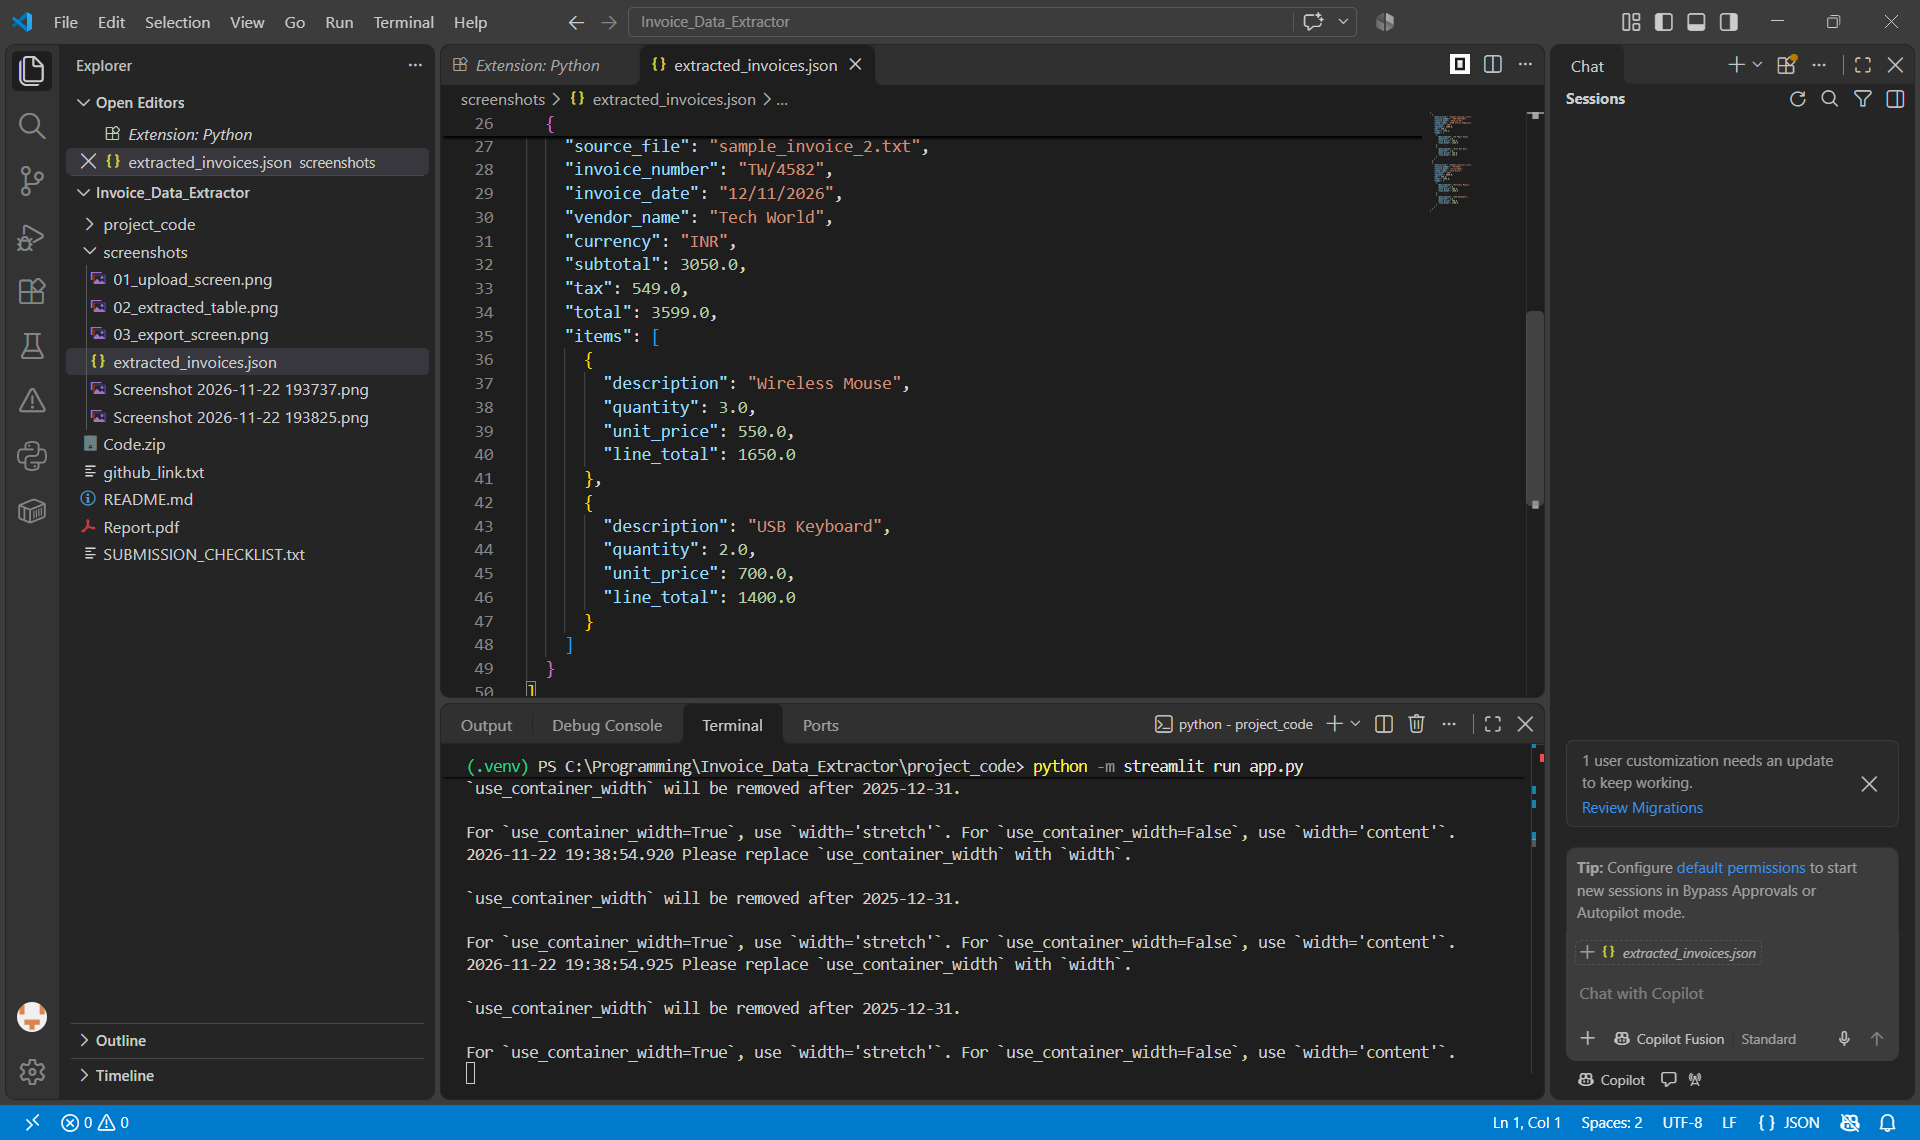 File Edit Selection View Go Run Terminal Help
Invoice_Data_Extractor
Explorer
Open Editors
Extension: Python
extracted_invoices.json screenshots
Invoice_Data_Extractor
project_code
screenshots
01_upload_screen.png
02_extracted_table.png
03_export_screen.png
extracted_invoices.json
Screenshot 2026-11-22 193737.png
Screenshot 2026-11-22 193825.png
Code.zip
github_link.txt
README.md
Report.pdf
SUBMISSION_CHECKLIST.txt
Outline
Timeline
Extension: Python
extracted_invoices.json
screenshots > {} extracted_invoices.json > ...
26 {
27 "source_file": "sample_invoice_2.txt",
28 "invoice_number": "TW/4582",
29 "invoice_date": "12/11/2026",
30 "vendor_name": "Tech World",
31 "currency": "INR",
32 "subtotal": 3050.0,
33 "tax": 549.0,
34 "total": 3599.0,
35 "items": [
36 {
37 "description": "Wireless Mouse",
38 "quantity": 3.0,
39 "unit_price": 550.0,
40 "line_total": 1650.0
41 },
42 {
43 "description": "USB Keyboard",
44 "quantity": 2.0,
45 "unit_price": 700.0,
46 "line_total": 1400.0
47 }
48 ]
49 }
50 ]
Output Debug Console Terminal Ports
python - project_code
(.venv) PS C:\Programming\Invoice_Data_Extractor\project_code> python -m streamlit run app.py
`use_container_width` will be removed after 2025-12-31.
For `use_container_width=True`, use `width='stretch'`. For `use_container_width=False`, use `width='content'`.
2026-11-22 19:38:54.920 Please replace `use_container_width` with `width`.
`use_container_width` will be removed after 2025-12-31.
For `use_container_width=True`, use `width='stretch'`. For `use_container_width=False`, use `width='content'`.
2026-11-22 19:38:54.925 Please replace `use_container_width` with `width`.
`use_container_width` will be removed after 2025-12-31.
For `use_container_width=True`, use `width='stretch'`. For `use_container_width=False`, use `width='content'`.
Chat
Sessions
1 user customization needs an update
to keep working.
Review Migrations
Tip: Configure default permissions to start
new sessions in Bypass Approvals or
Autopilot mode.
extracted_invoices.json
Chat with Copilot
Copilot Fusion Standard
Copilot
0 0
Ln 1, Col 1 Spaces: 2 UTF-8 LF {} JSON